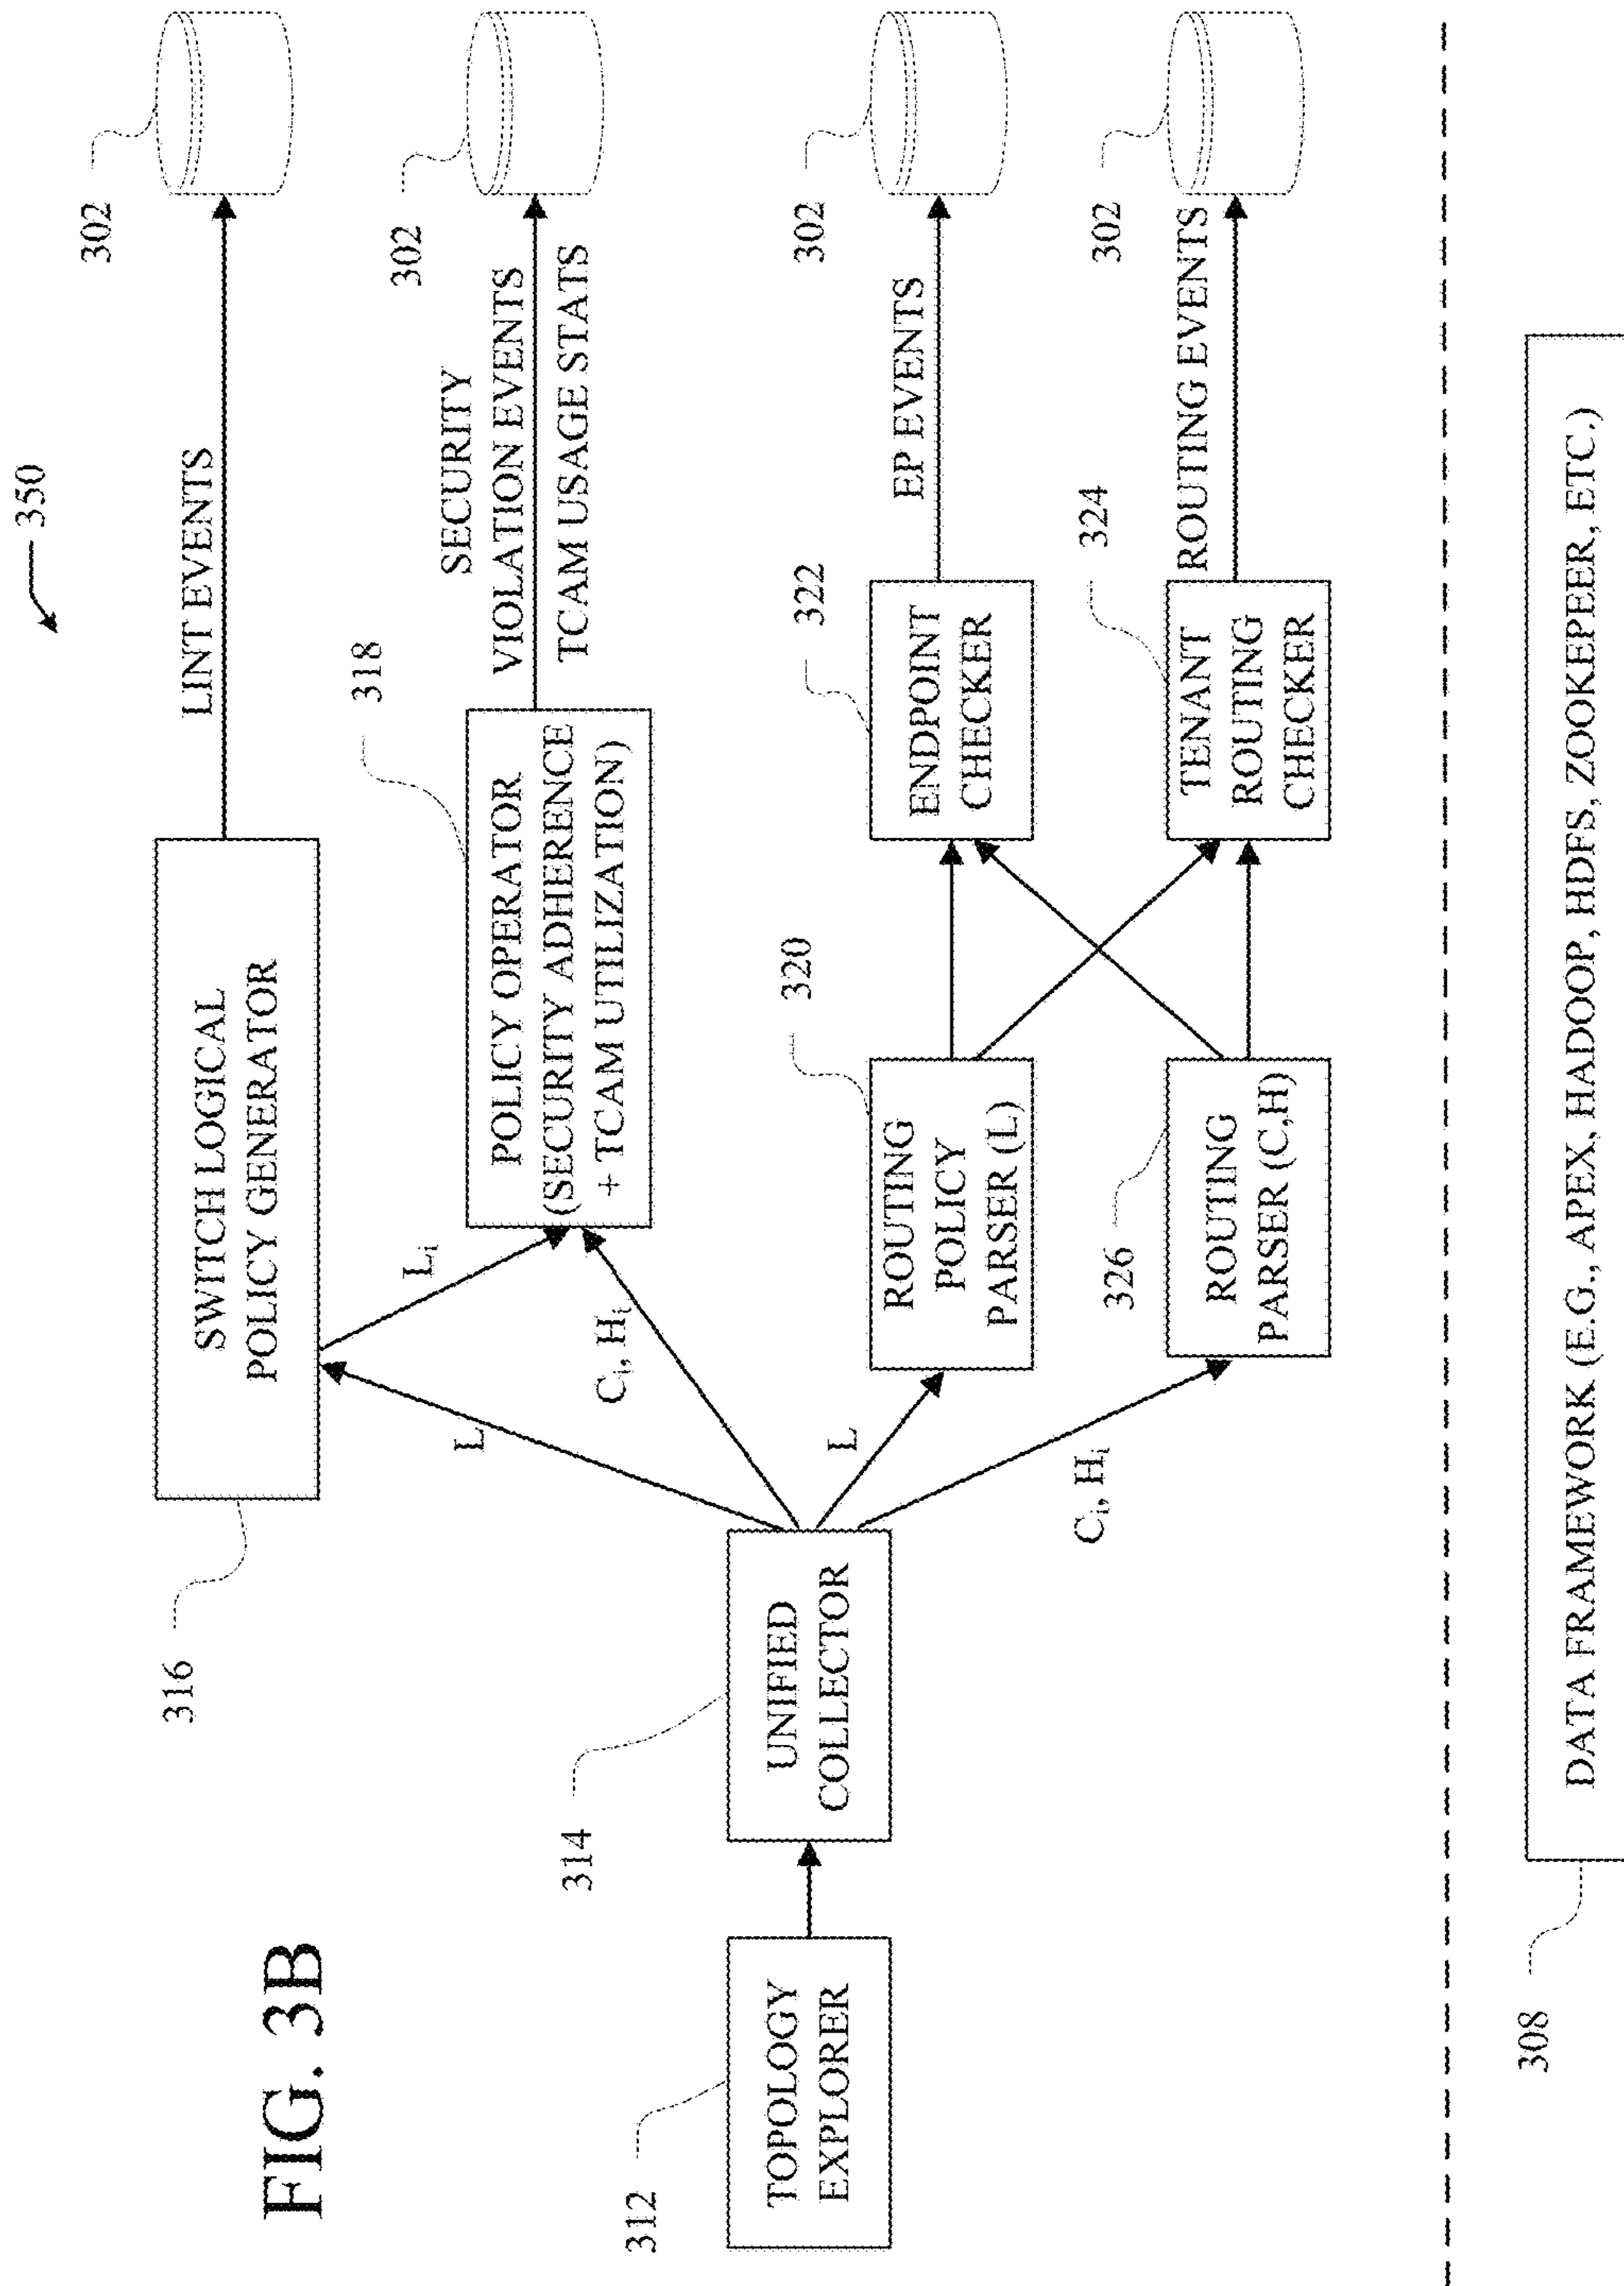 FIG. 3B
350
302
LINT EVENTS
SWITCH LOGICAL
POLICY GENERATOR
316
L
Li
318
POLICY OPERATOR
(SECURITY ADHERENCE
+ TCAM UTILIZATION)
SECURITY
VIOLATION EVENTS
TCAM USAGE STATS
302
Ci, Hi
312
TOPOLOGY
EXPLORER
314
UNIFIED
COLLECTOR
L
320
ROUTING
POLICY
PARSER (L)
322
ENDPOINT
CHECKER
EP EVENTS
302
Ci, Hi
326
ROUTING
PARSER (C,H)
324
TENANT
ROUTING
CHECKER
ROUTING EVENTS
302
308
DATA FRAMEWORK (E.G., APEX, HADOOP, HDFS, ZOOKEPEER, ETC.)